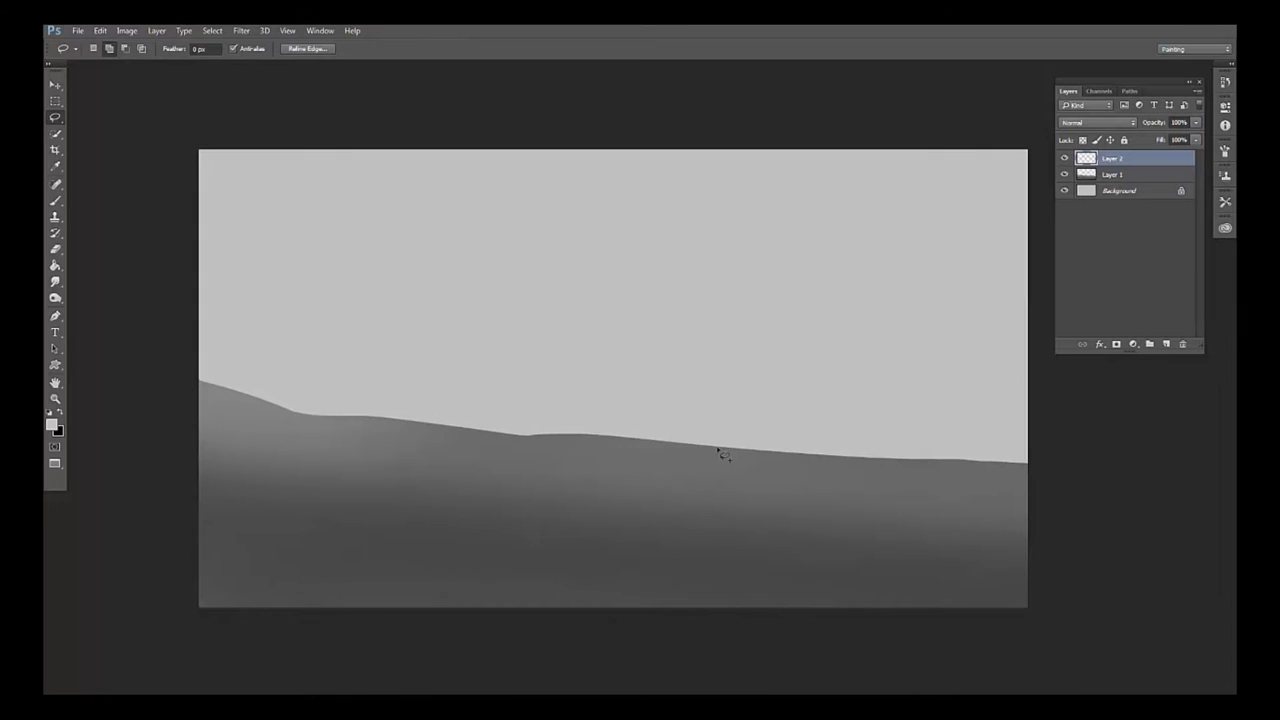 Ps File Edit Image Layer Type Select Filter 3D View Window Help
Feather: 0 px Anti-alias Refine Edge... Painting
Layers Channels Paths
Kind
Normal Opacity: 100%
Lock: Fill: 100%
Layer 2
Layer 1
Background
fx